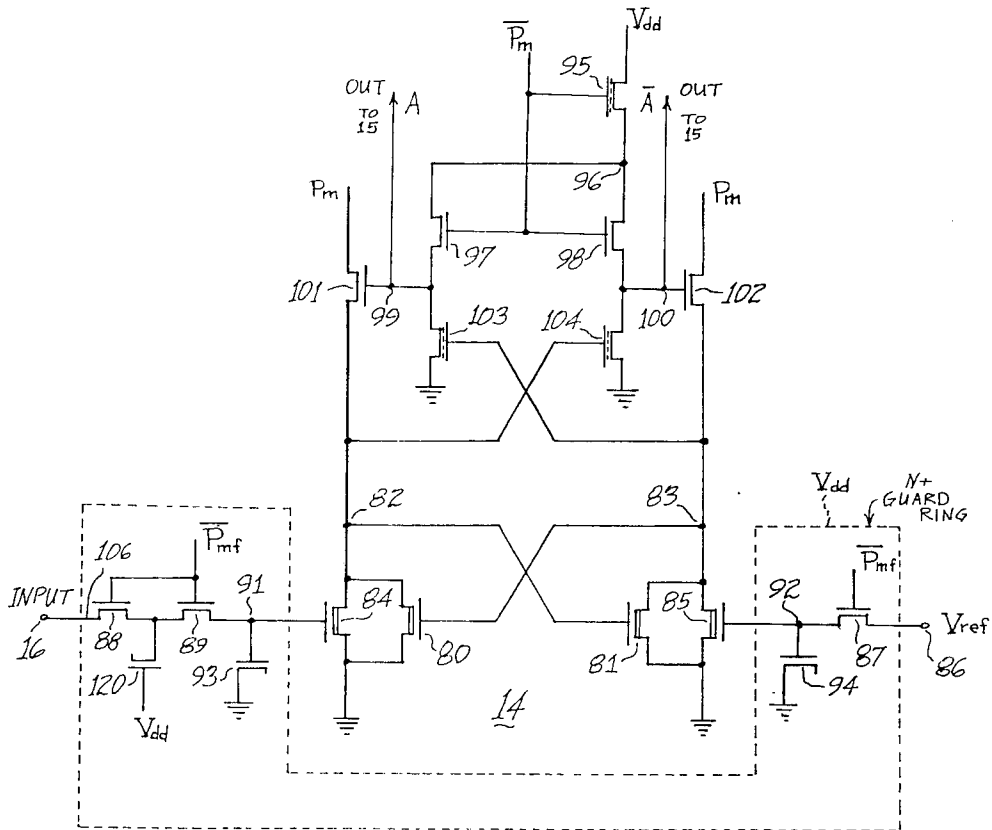 Vdd
P̅m
95
OUT TO 15
A
A̅
OUT TO 15
96
Pm
Pm
97
98
101
99
100
102
103
104
82
83
Vdd
N+ GUARD RING
P̅mf
P̅mf
106
INPUT
16
88
89
91
84
80
81
85
92
87
Vref
86
120
93
94
Vdd
14